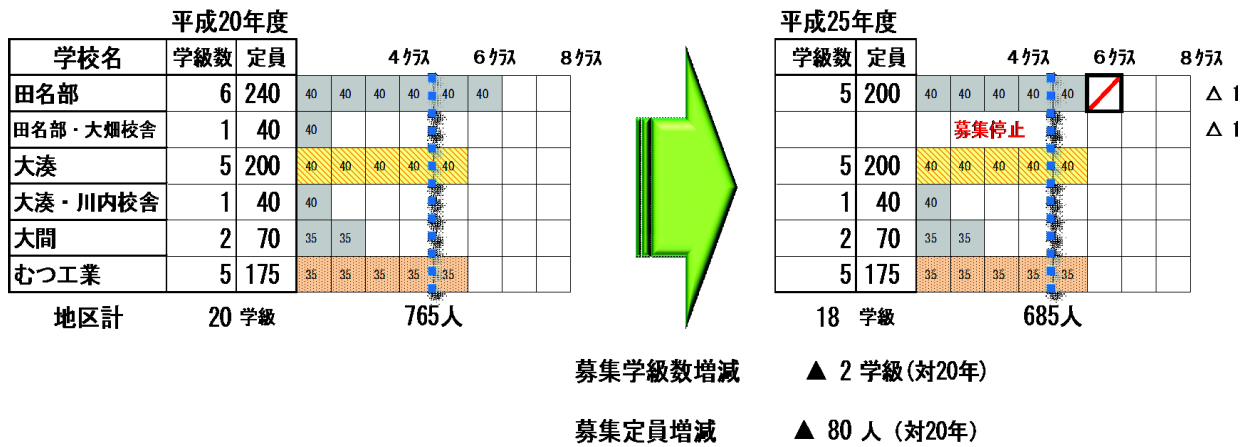 平成20年度 平成25年度
学校名 学級数 定員 4クラス 6クラス 8クラス 学級数 定員 4クラス 6クラス 8クラス
田名部 6 240 40 40 40 40 40 40 5 200 40 40 40 40 40 △ 1
田名部・大畑校舎 1 40 40 募集停止 △ 1
大湊 5 200 40 40 40 40 40 5 200 40 40 40 40 40
大湊・川内校舎 1 40 40 1 40 40
大間 2 70 35 35 2 70 35 35
むつ工業 5 175 35 35 35 35 35 5 175 35 35 35 35 35
地区計 20 学級 765人 18 学級 685人
募集学級数増減 ▲ 2 学級(対20年)
募集定員増減 ▲ 80 人 (対20年)